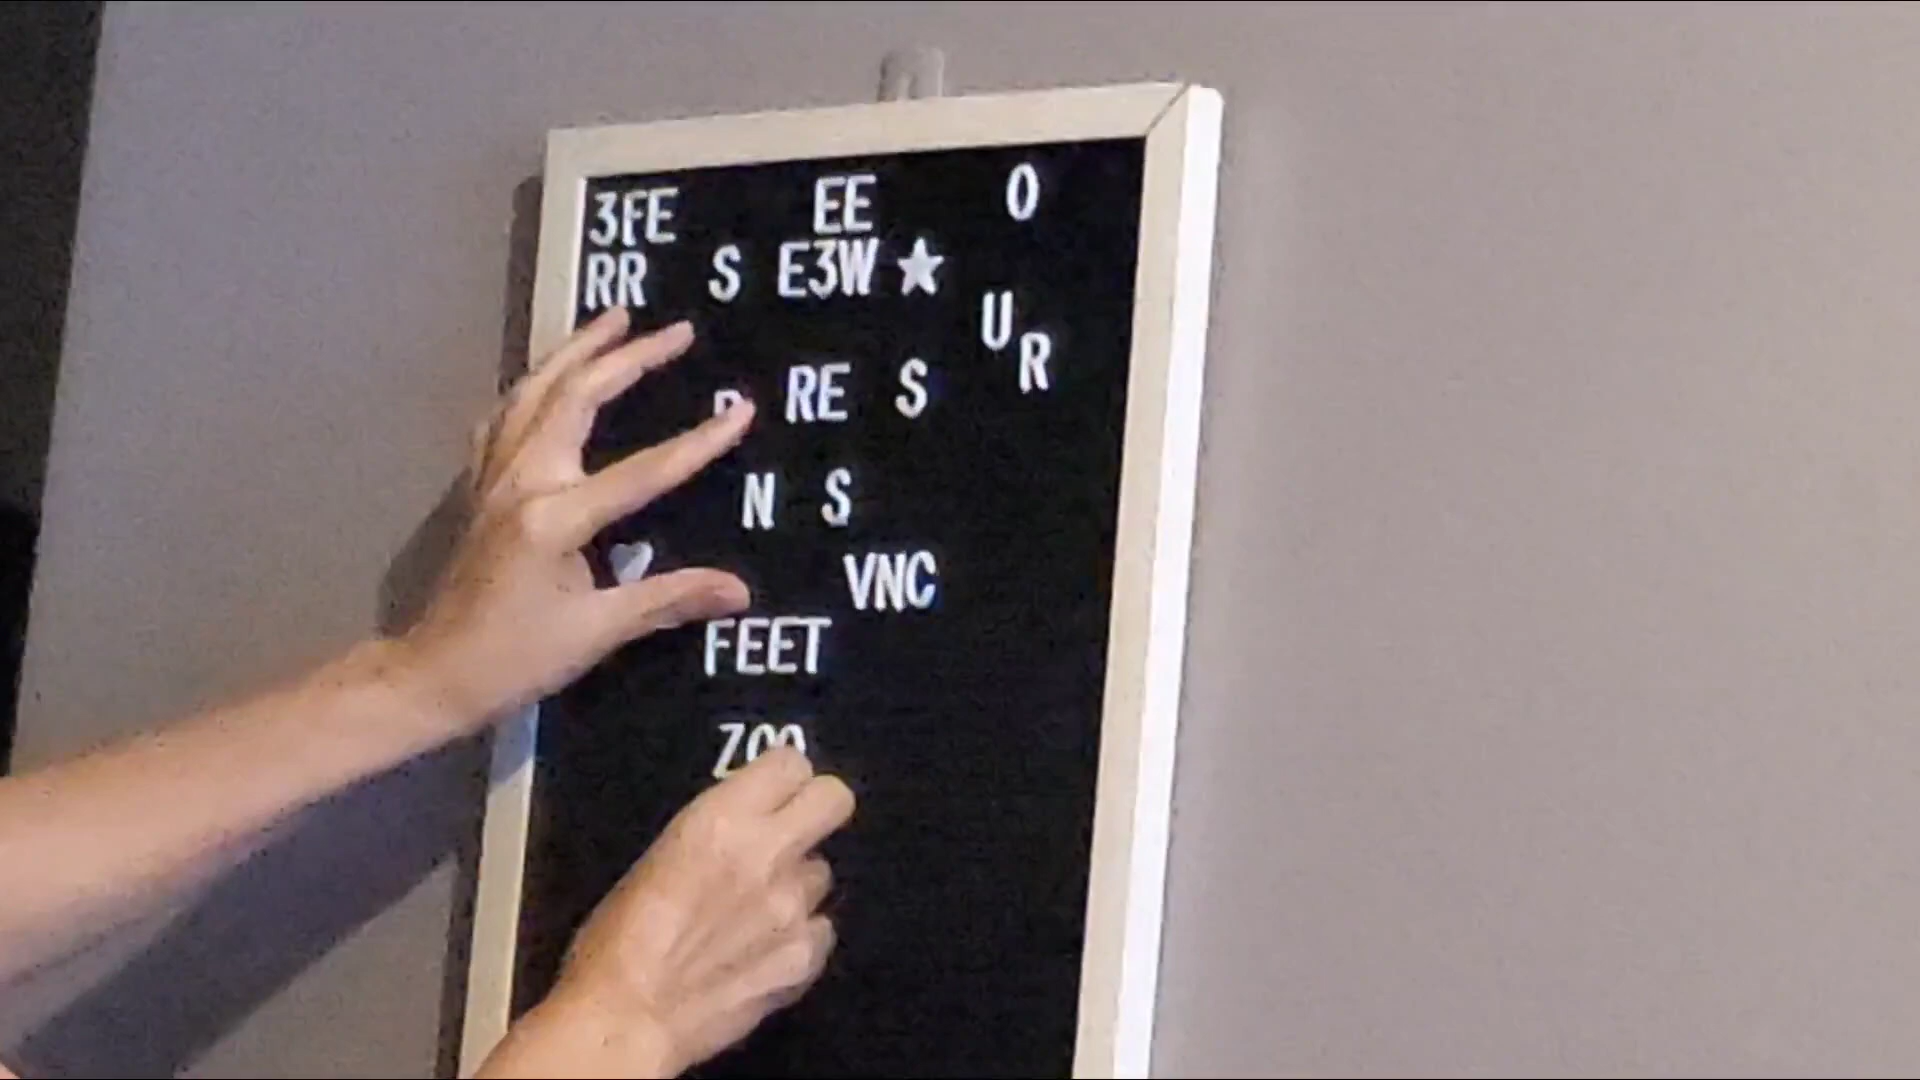 3FE EE O
RR S E3W ★
U
R
RE S
N S
VNC
FEET
ZOO